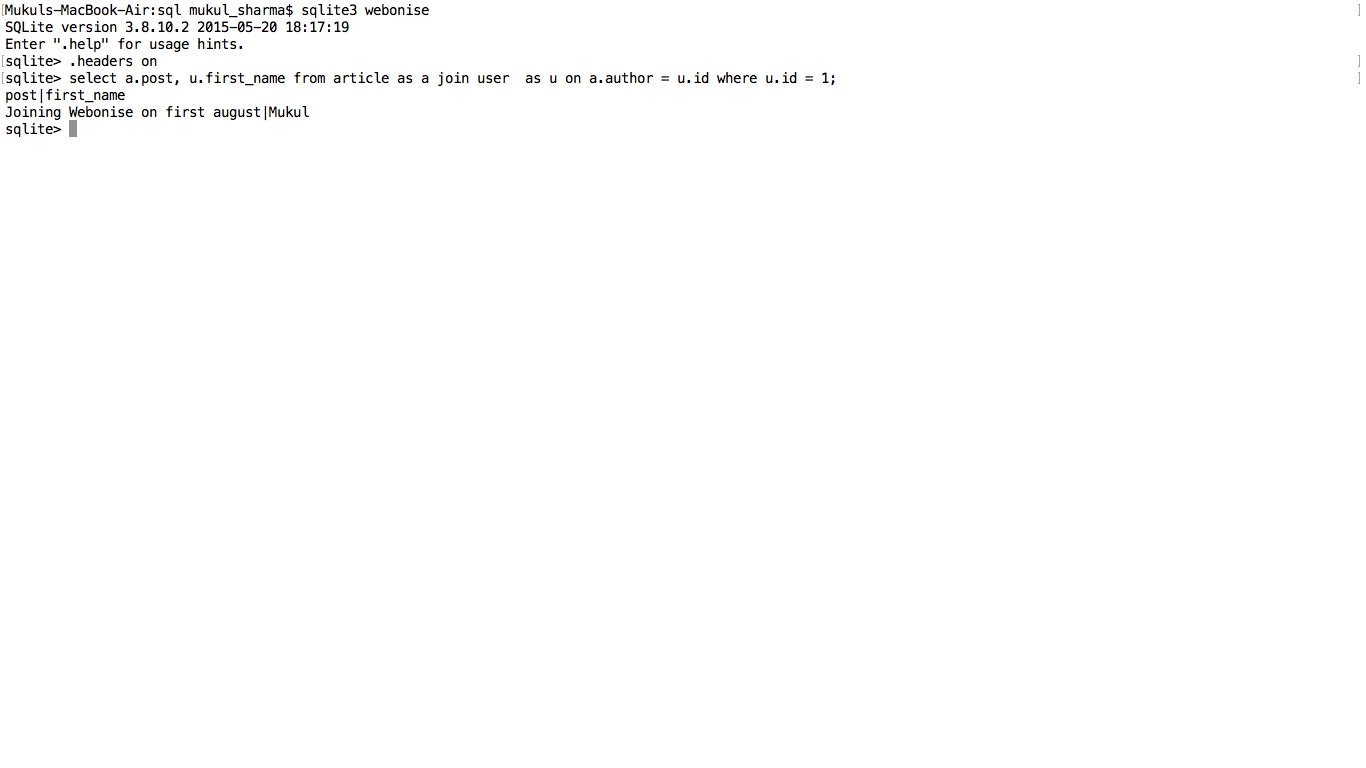 [Mukuls-MacBook-Air:sql mukul_sharma$ sqlite3 webonise ]
SQLite version 3.8.10.2 2015-05-20 18:17:19
Enter ".help" for usage hints.
[sqlite> .headers on ]
[sqlite> select a.post, u.first_name from article as a join user  as u on a.author = u.id where u.id = 1; ]
post|first_name
Joining Webonise on first august|Mukul
sqlite>